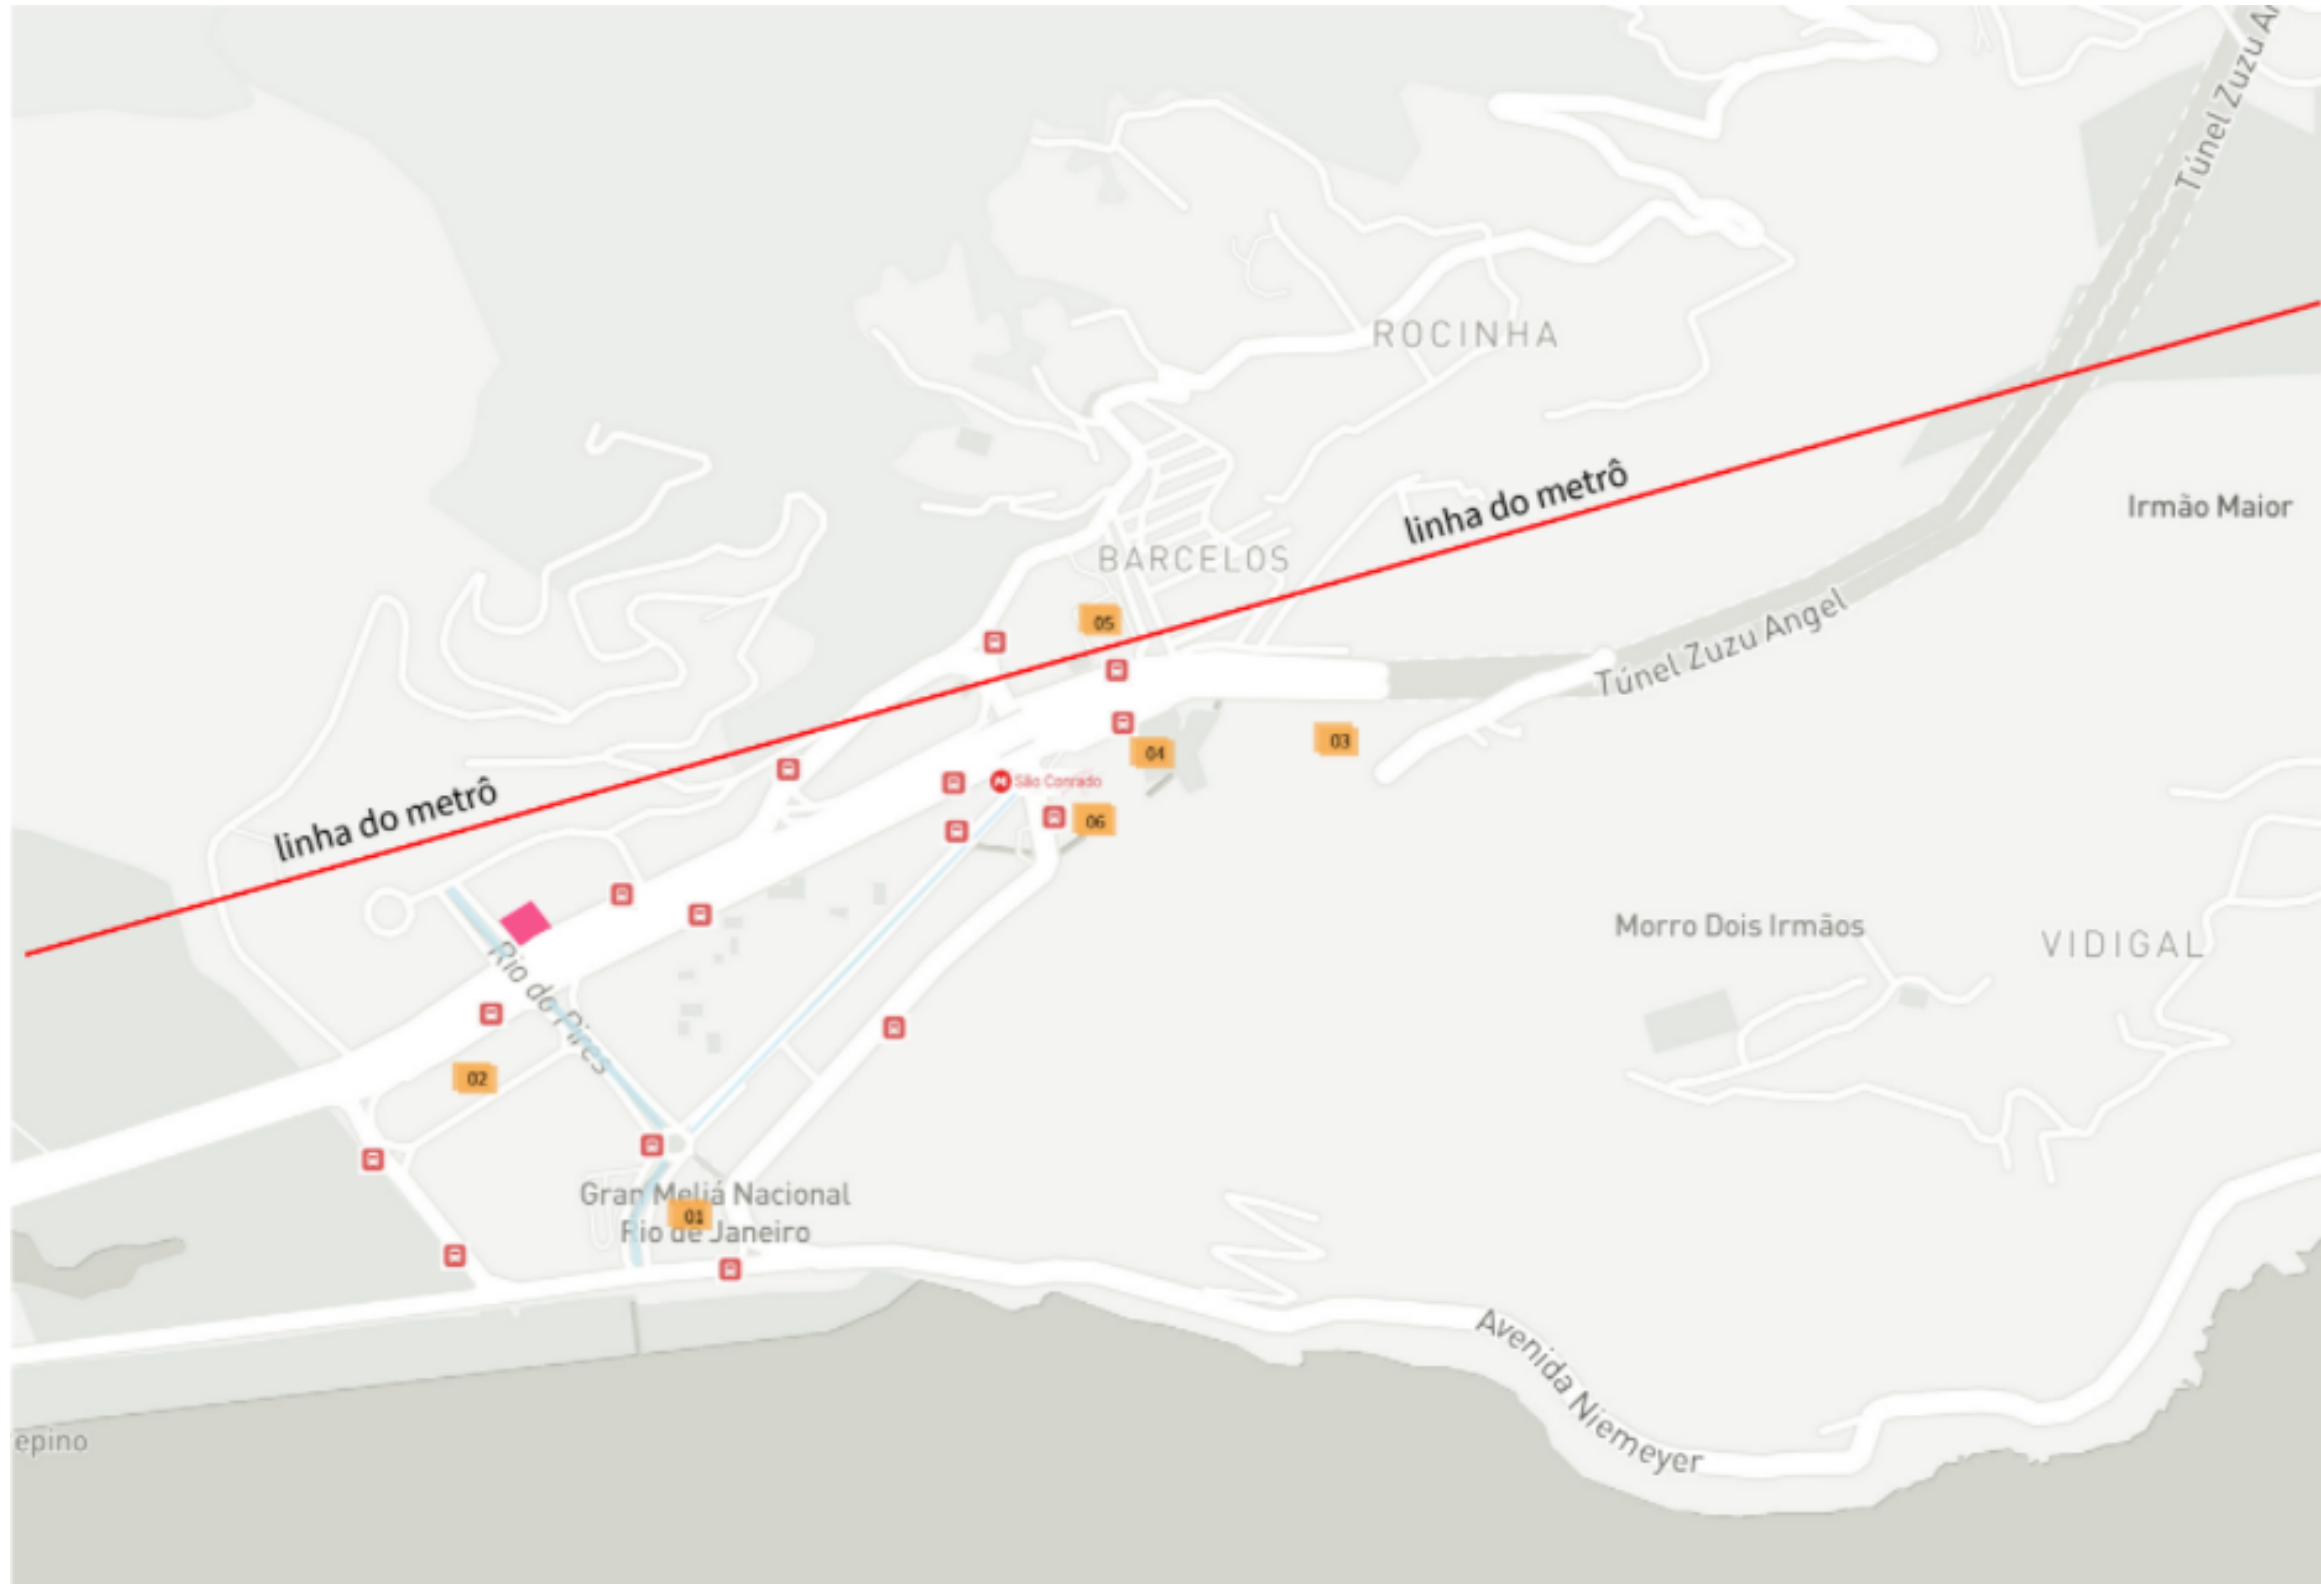 Túnel Zuzu An
ROCINHA
linha do metrô
Irmão Maior
BARCELOS
05
Túnel Zuzu Angel
03
04
São Conrado
linha do metrô
06
Morro Dois Irmãos
VIDIGAL
Rio do Pires
02
Gran Meliá Nacional
01
Rio de Janeiro
Avenida Niemeyer
epino